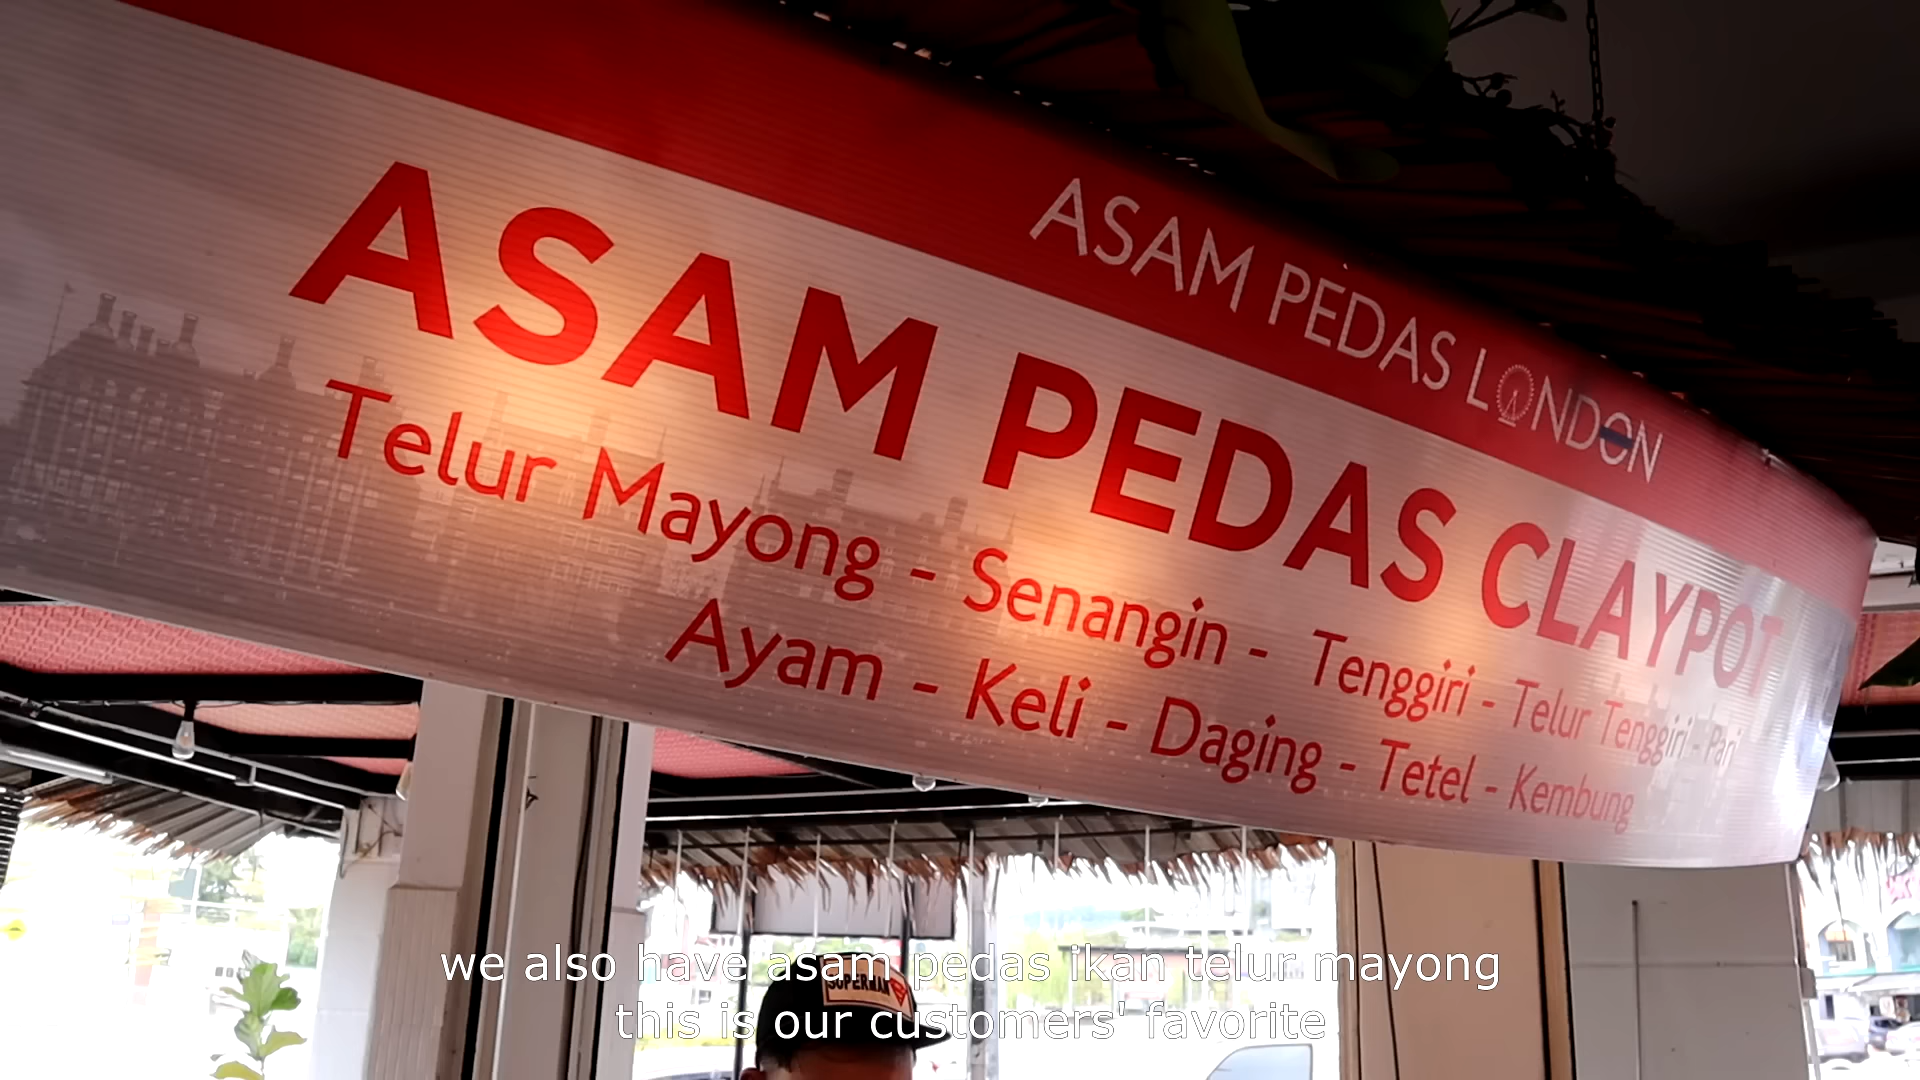 ASAM PEDAS LONDON
ASAM PEDAS CLAYPOT
Telur Mayong - Senangin - Tenggiri - Telur Tenggiri - Pari
Ayam - Keli - Daging - Tetel - Kembung
SUPERMAN
we also have asam pedas ikan telur mayong
this is our customers' favorite